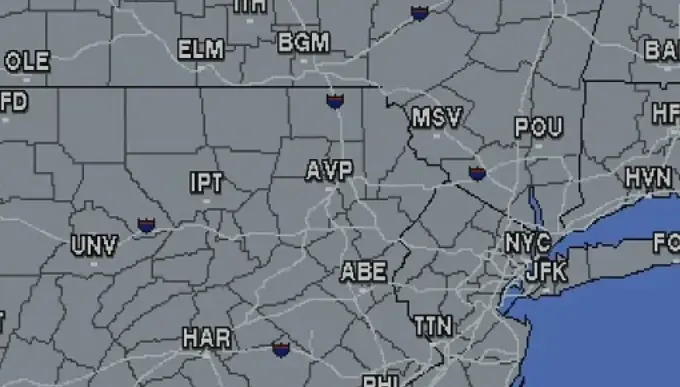 ITH
ELM
BGM
OLE
BA
FD
MSV
POU
HF
AVP
IPT
HVN
UNV
NYC
FO
ABE
JFK
TTN
HAR
PHL